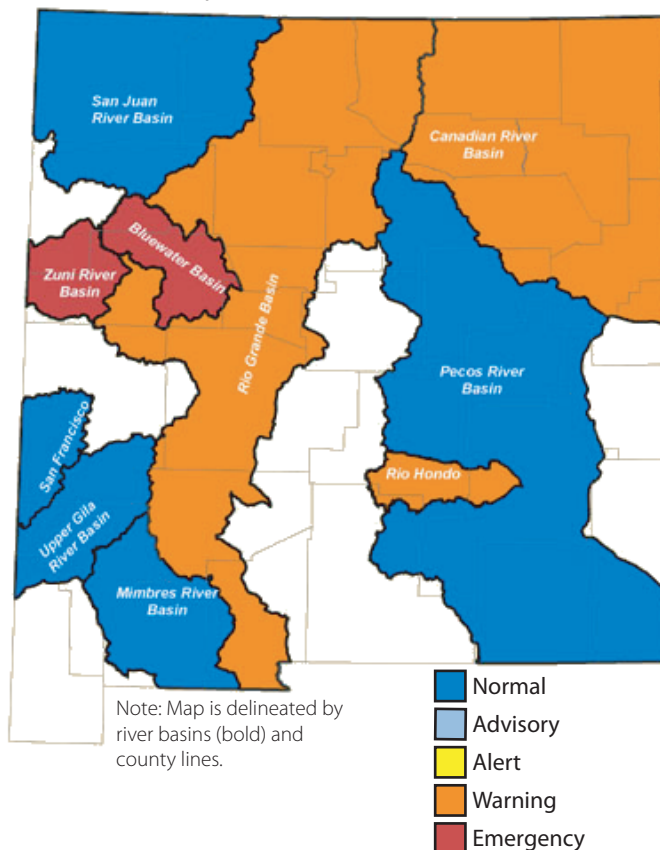 San Juan
River Basin
Canadian River
Basin
Bluewater Basin
Zuni River
Basin
Rio Grande Basin
Pecos River
Basin
San Francisco
Rio Hondo
Upper Gila
River Basin
Mimbres River
Basin
Note: Map is delineated by
river basins (bold) and
county lines.
Normal
Advisory
Alert
Warning
Emergency